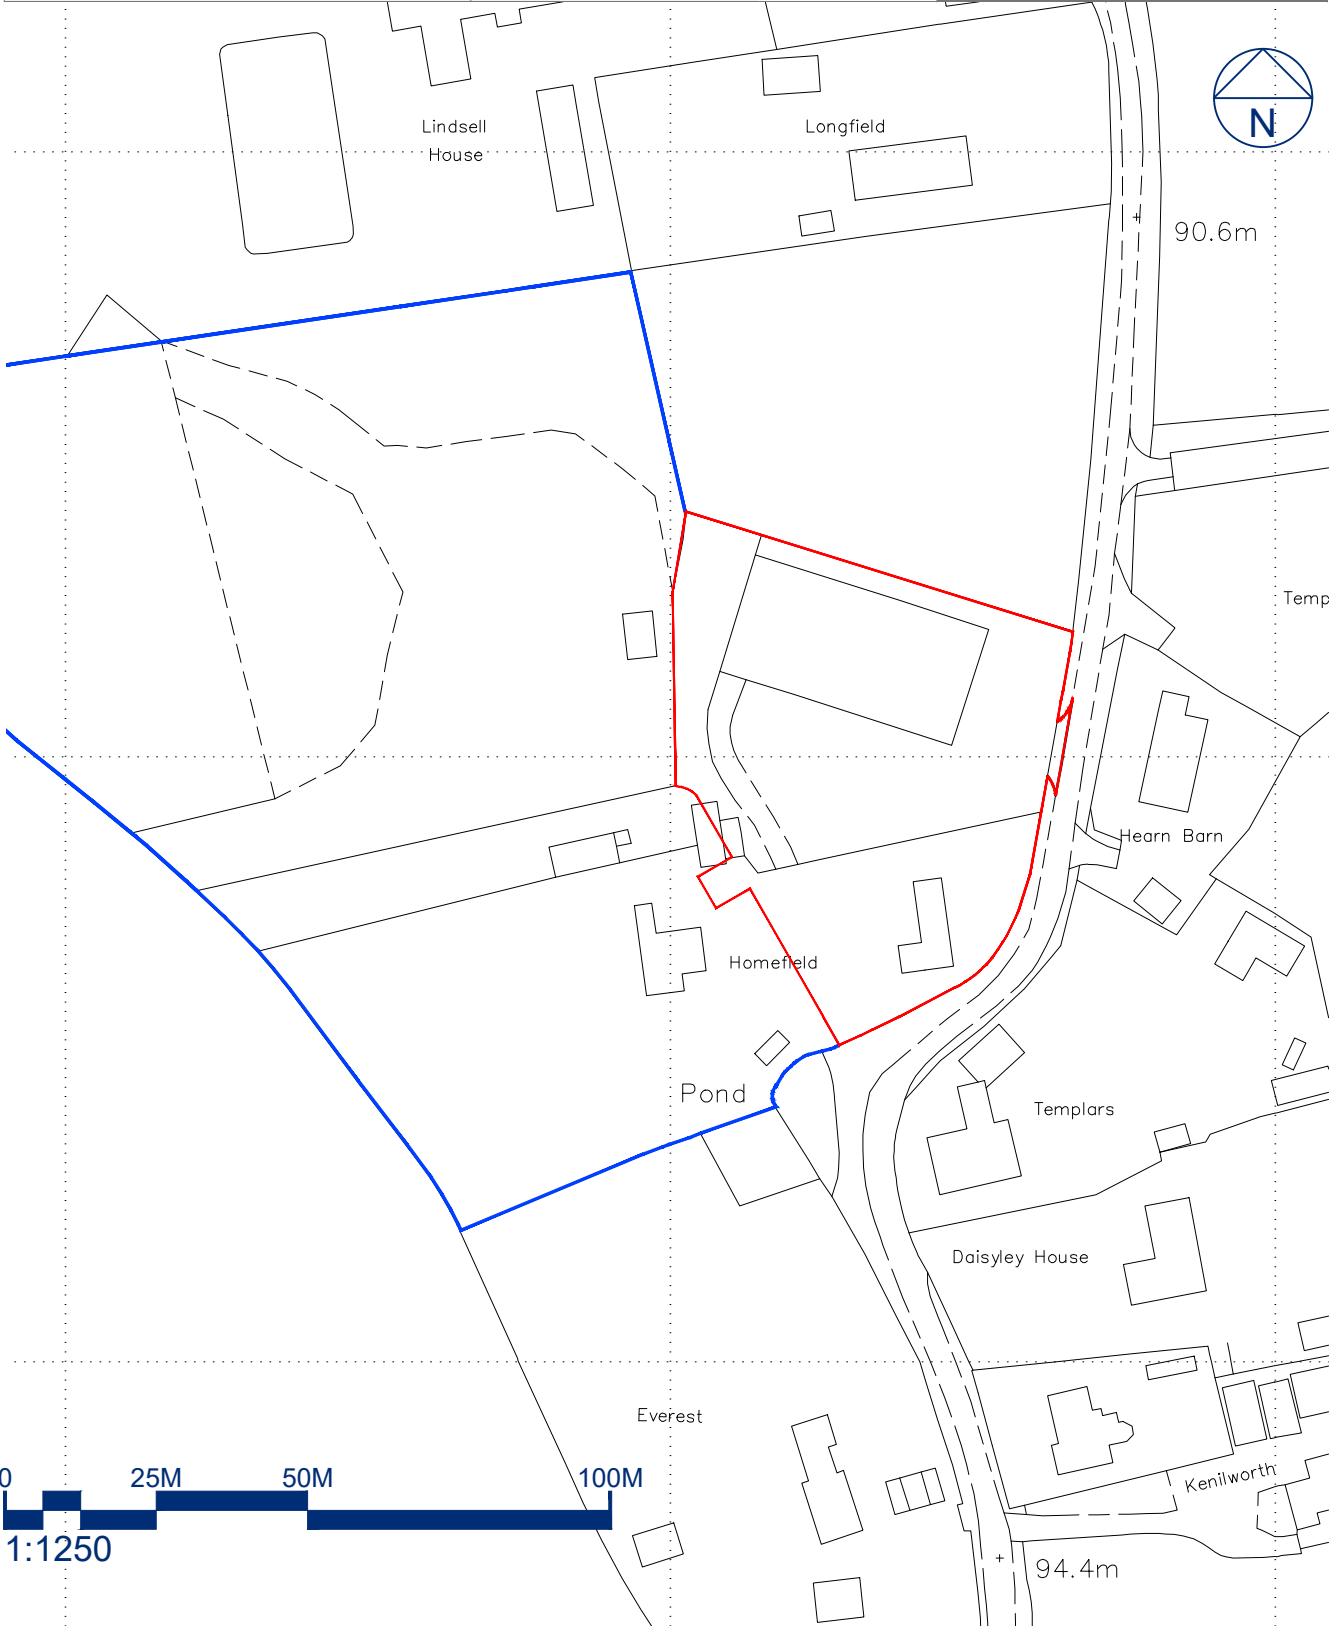 Lindsell
House
Longfield
N
90.6m
Temp
Hearn Barn
Homefield
Pond
Templars
Daisyley House
Everest
Kenilworth
0 25M 50M 100M
1:1250
94.4m